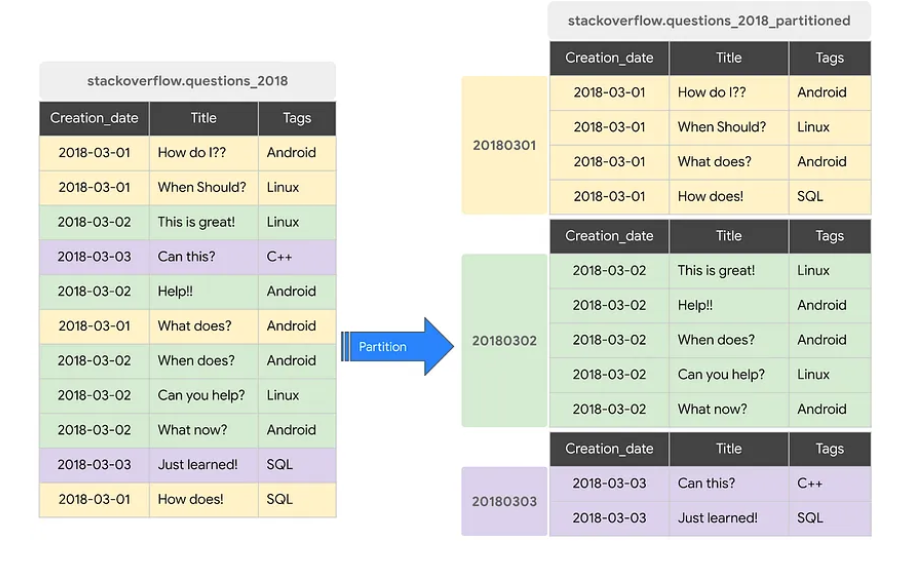 stackoverflow.questions_2018
Creation_date Title Tags
2018-03-01 How do I?? Android
2018-03-01 When Should? Linux
2018-03-02 This is great! Linux
2018-03-03 Can this? C++
2018-03-02 Help!! Android
2018-03-01 What does? Android
2018-03-02 When does? Android
2018-03-02 Can you help? Linux
2018-03-02 What now? Android
2018-03-03 Just learned! SQL
2018-03-01 How does! SQL
Partition
stackoverflow.questions_2018_partitioned
Creation_date Title Tags
20180301
2018-03-01 How do I?? Android
2018-03-01 When Should? Linux
2018-03-01 What does? Android
2018-03-01 How does! SQL
Creation_date Title Tags
20180302
2018-03-02 This is great! Linux
2018-03-02 Help!! Android
2018-03-02 When does? Android
2018-03-02 Can you help? Linux
2018-03-02 What now? Android
Creation_date Title Tags
20180303
2018-03-03 Can this? C++
2018-03-03 Just learned! SQL